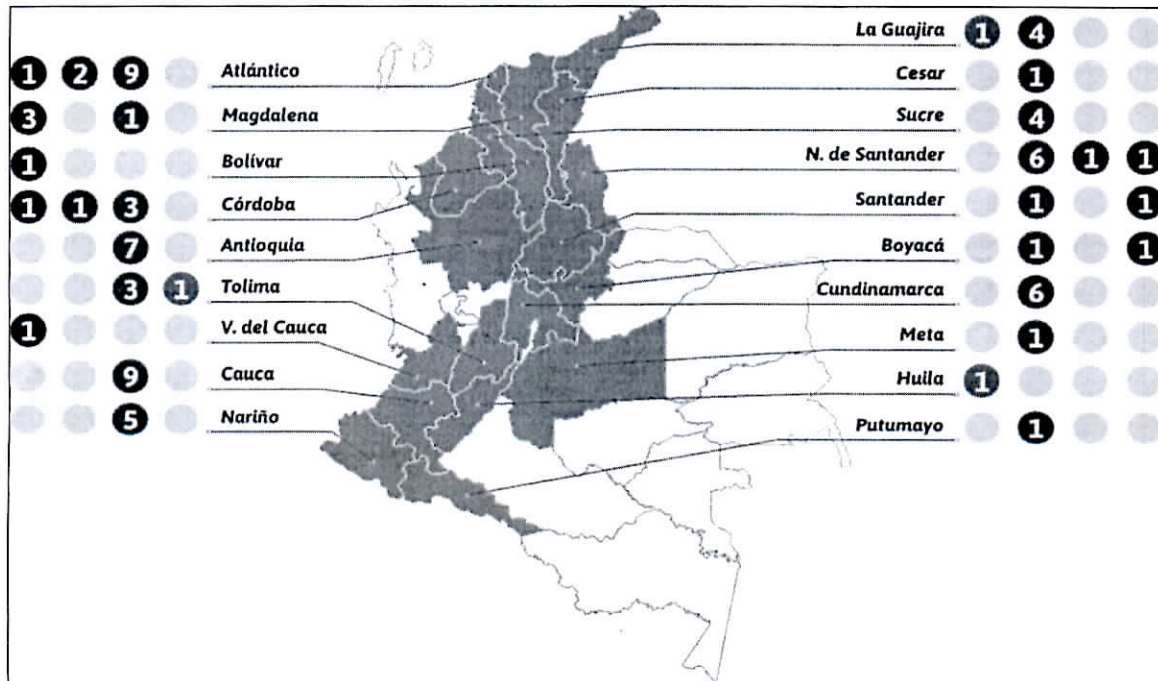 1 2 9 Atlántico
3 1 Magdalena
1 Bolívar
1 1 3 Córdoba
7 Antioquia
3 1 Tolima
1 V. del Cauca
9 Cauca
5 Nariño
La Guajira 1 4
Cesar 1
Sucre 4
N. de Santander 6 1 1
Santander 1 1
Boyacá 1 1
Cundinamarca 6
Meta 1
Huila 1
Putumayo 1